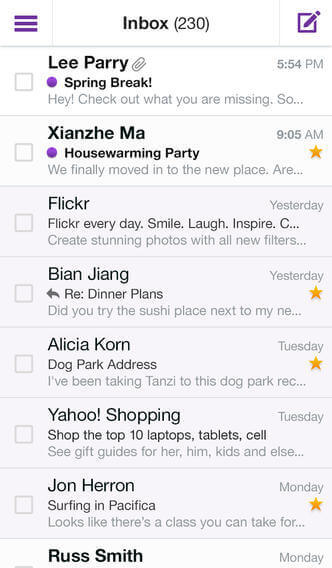 Inbox (230)
Lee Parry 5:54 PM
Spring Break!
Hey! Check out what you are missing. So...
Xianzhe Ma 9:05 AM
Housewarming Party
We finally moved in to the new place. Are...
Flickr Yesterday
Flickr every day. Smile. Laugh. Inspire. C...
Create stunning photos with all new filters...
Bian Jiang Yesterday
Re: Dinner Plans
Did you try the sushi place next to my ne...
Alicia Korn Tuesday
Dog Park Address
I've been taking Tanzi to this dog park rec...
Yahoo! Shopping Tuesday
Shop the top 10 laptops, tablets, cell
See gift guides for her, him, kids and else...
Jon Herron Monday
Surfing in Pacifica
Looks like there's a class you can take for...
Russ Smith Monday